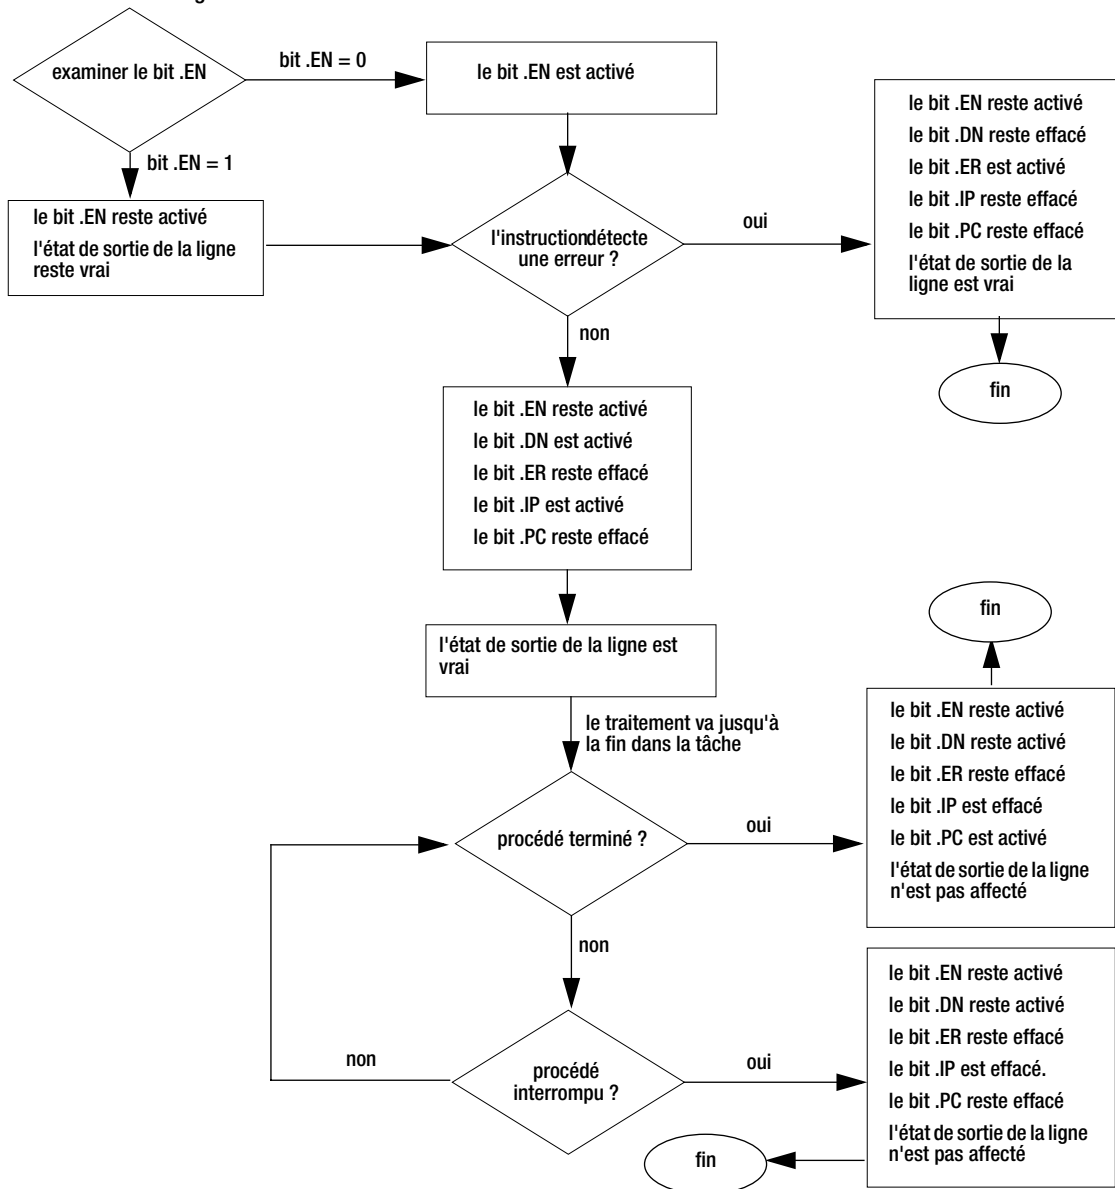 examiner le bit .EN
bit .EN = 0
le bit .EN est activé
bit .EN = 1
le bit .EN reste activé
l'état de sortie de la ligne
reste vrai
l'instructiondétecte
une erreur ?
oui
le bit .EN reste activé
le bit .DN reste effacé
le bit .ER est activé
le bit .IP reste effacé
le bit .PC reste effacé
l'état de sortie de la
ligne est vrai
fin
non
le bit .EN reste activé
le bit .DN est activé
le bit .ER reste effacé
le bit .IP est activé
le bit .PC reste effacé
l'état de sortie de la ligne est
vrai
le traitement va jusqu'à
la fin dans la tâche
procédé terminé ?
oui
fin
le bit .EN reste activé
le bit .DN reste activé
le bit .ER reste effacé
le bit .IP est effacé
le bit .PC est activé
l'état de sortie de la ligne
n'est pas affecté
non
procédé
interrompu ?
non
oui
le bit .EN reste activé
le bit .DN reste activé
le bit .ER reste effacé
le bit .IP est effacé.
le bit .PC reste effacé
l'état de sortie de la ligne
n'est pas affecté
fin